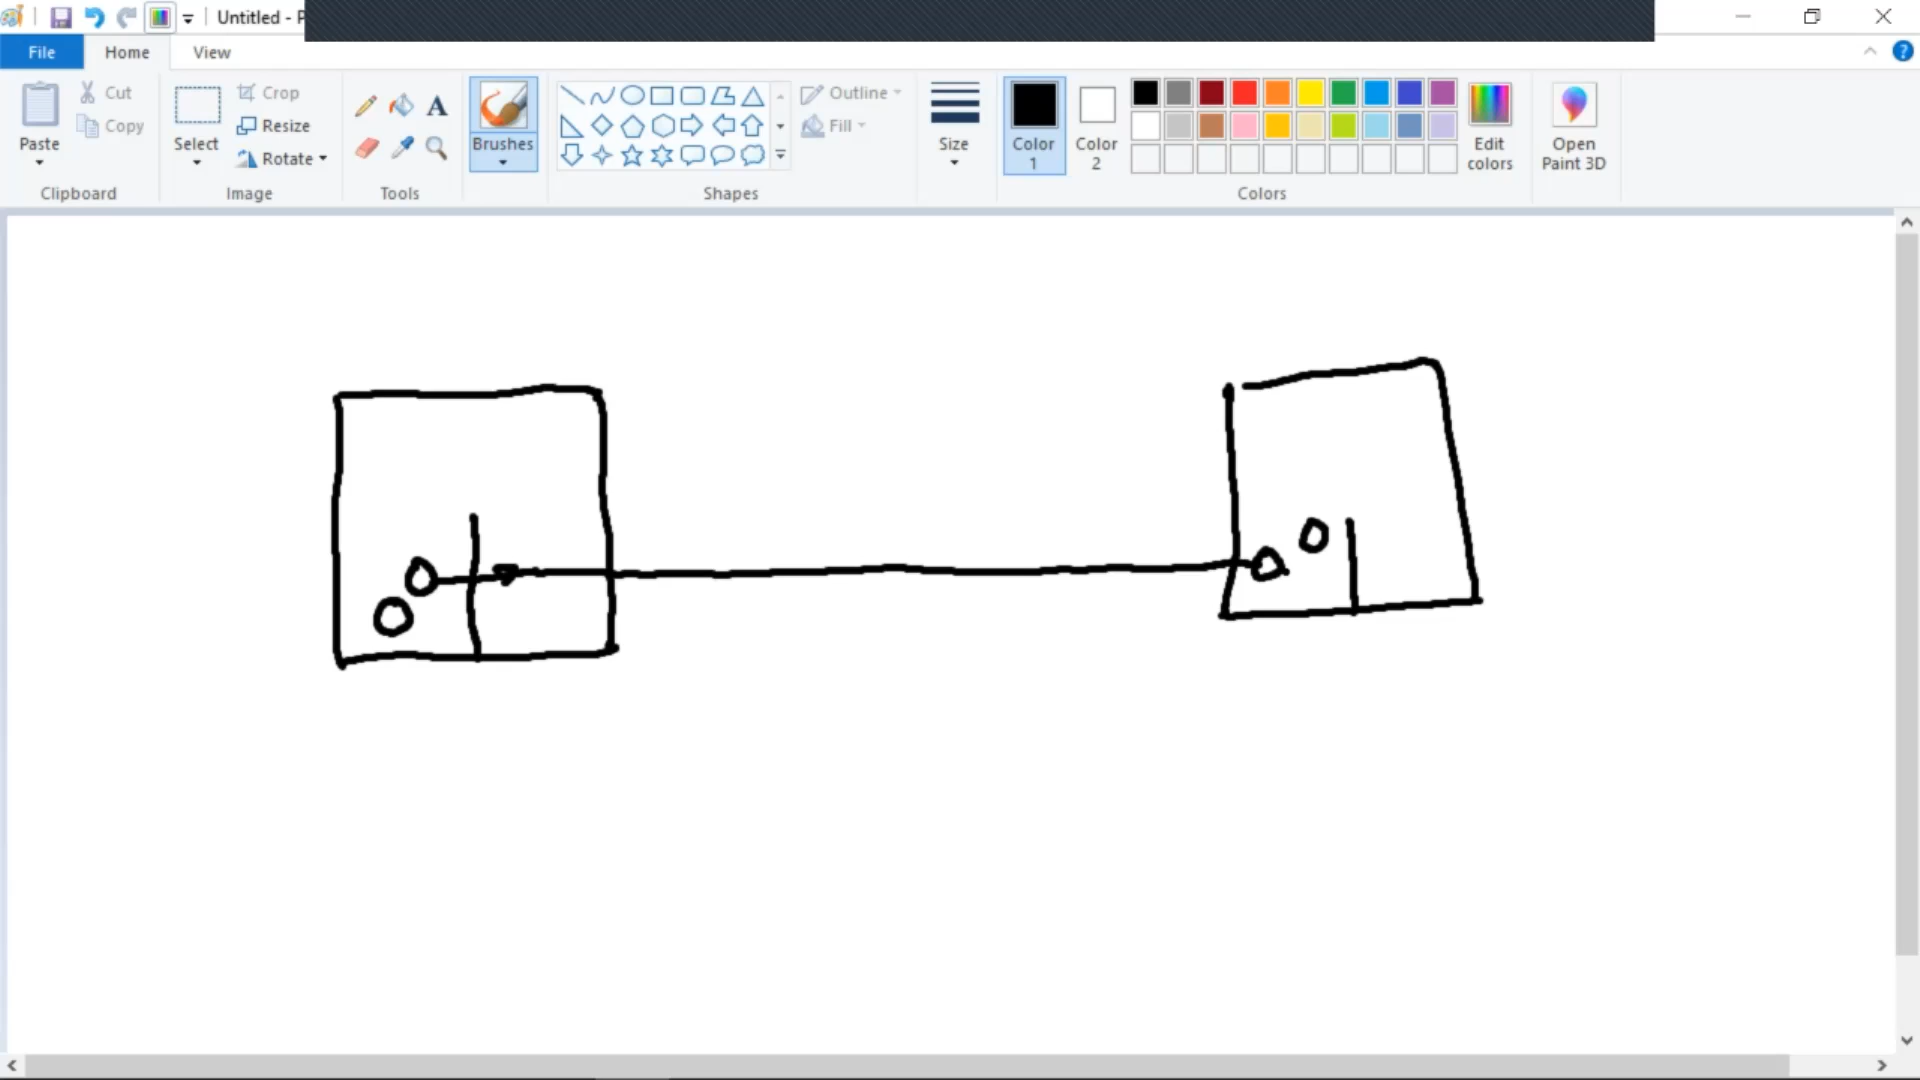 Untitled - P
File Home View
Paste
Cut
Copy
Clipboard
Select
Crop
Resize
Rotate
Image
A
Tools
Brushes
Outline
Fill
Shapes
Size
Color
1
Color
2
Edit
colors
Colors
Open
Paint 3D
?